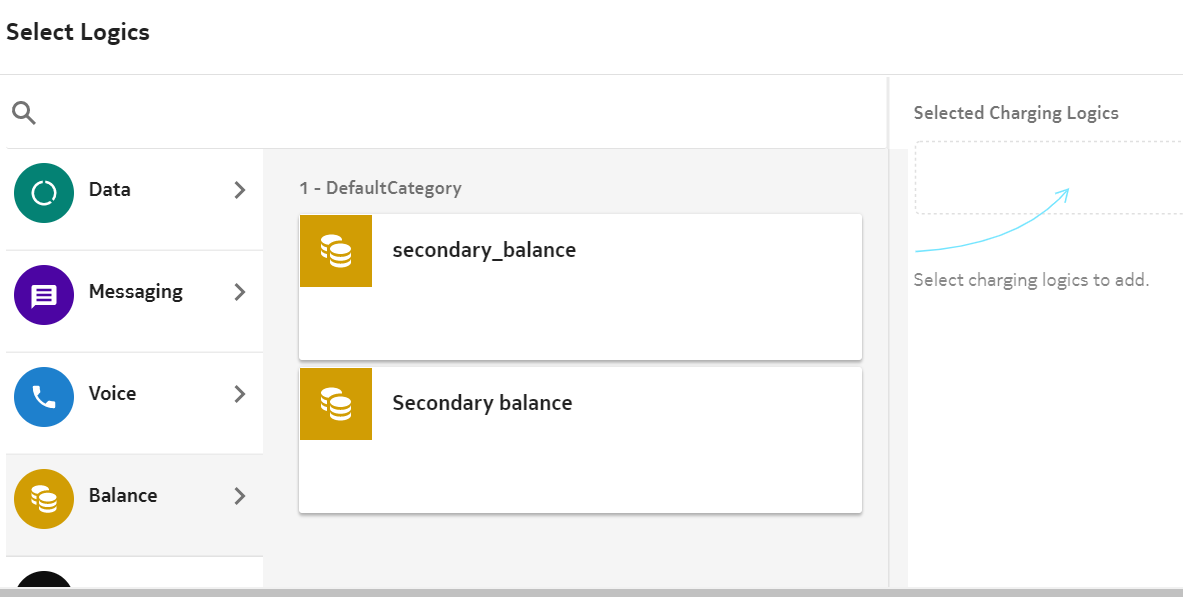 Select Logics
Selected Charging Logics
Data
Messaging
Voice
Balance
1 - DefaultCategory
secondary_balance
Secondary balance
Select charging logics to add.